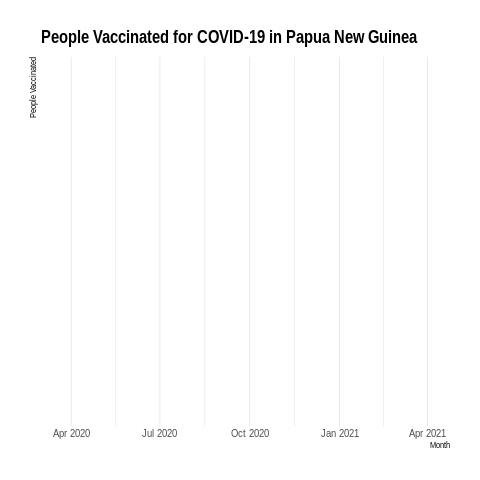 People Vaccinated for COVID-19 in Papua New Guinea
People Vaccinated
Apr 2020 Jul 2020 Oct 2020 Jan 2021 Apr 2021
Month